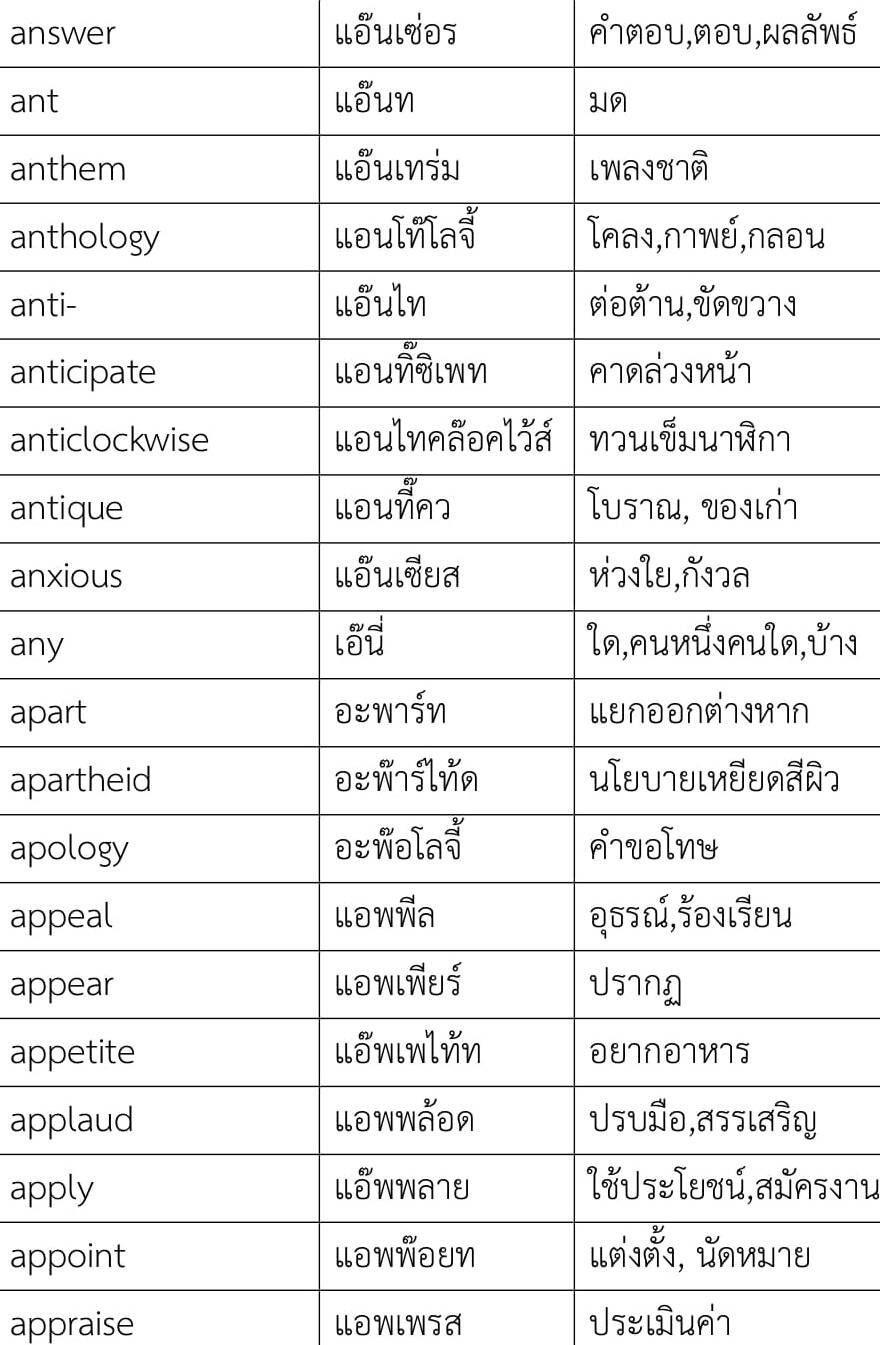 answer แอ๊นเซ่อร คำตอบ,ตอบ,ผลลัพธ์
ant แอ๊นท มด
anthem แอ๊นเทร่ม เพลงชาติ
anthology แอนโท๊โลจี้ โคลง,กาพย์,กลอน
anti- แอ๊นไท ต่อต้าน,ขัดขวาง
anticipate แอนทิ๊ซิเพท คาดล่วงหน้า
anticlockwise แอนไทคล๊อคไว้ส์ ทวนเข็มนาฬิกา
antique แอนที๊คว โบราณ, ของเก่า
anxious แอ๊นเซียส ห่วงใย,กังวล
any เอ๊นี่ ใด,คนหนึ่งคนใด,บ้าง
apart อะพาร์ท แยกออกต่างหาก
apartheid อะพ๊าร์ไท้ด นโยบายเหยียดสีผิว
apology อะพ๊อโลจี้ คำขอโทษ
appeal แอพพีล อุธรณ์,ร้องเรียน
appear แอพเพียร์ ปรากฏ
appetite แอ๊พเพไท้ท อยากอาหาร
applaud แอพพล้อด ปรบมือ,สรรเสริญ
apply แอ๊พพลาย ใช้ประโยชน์,สมัครงาน
appoint แอพพ๊อยท แต่งตั้ง, นัดหมาย
appraise แอพเพรส ประเมินค่า